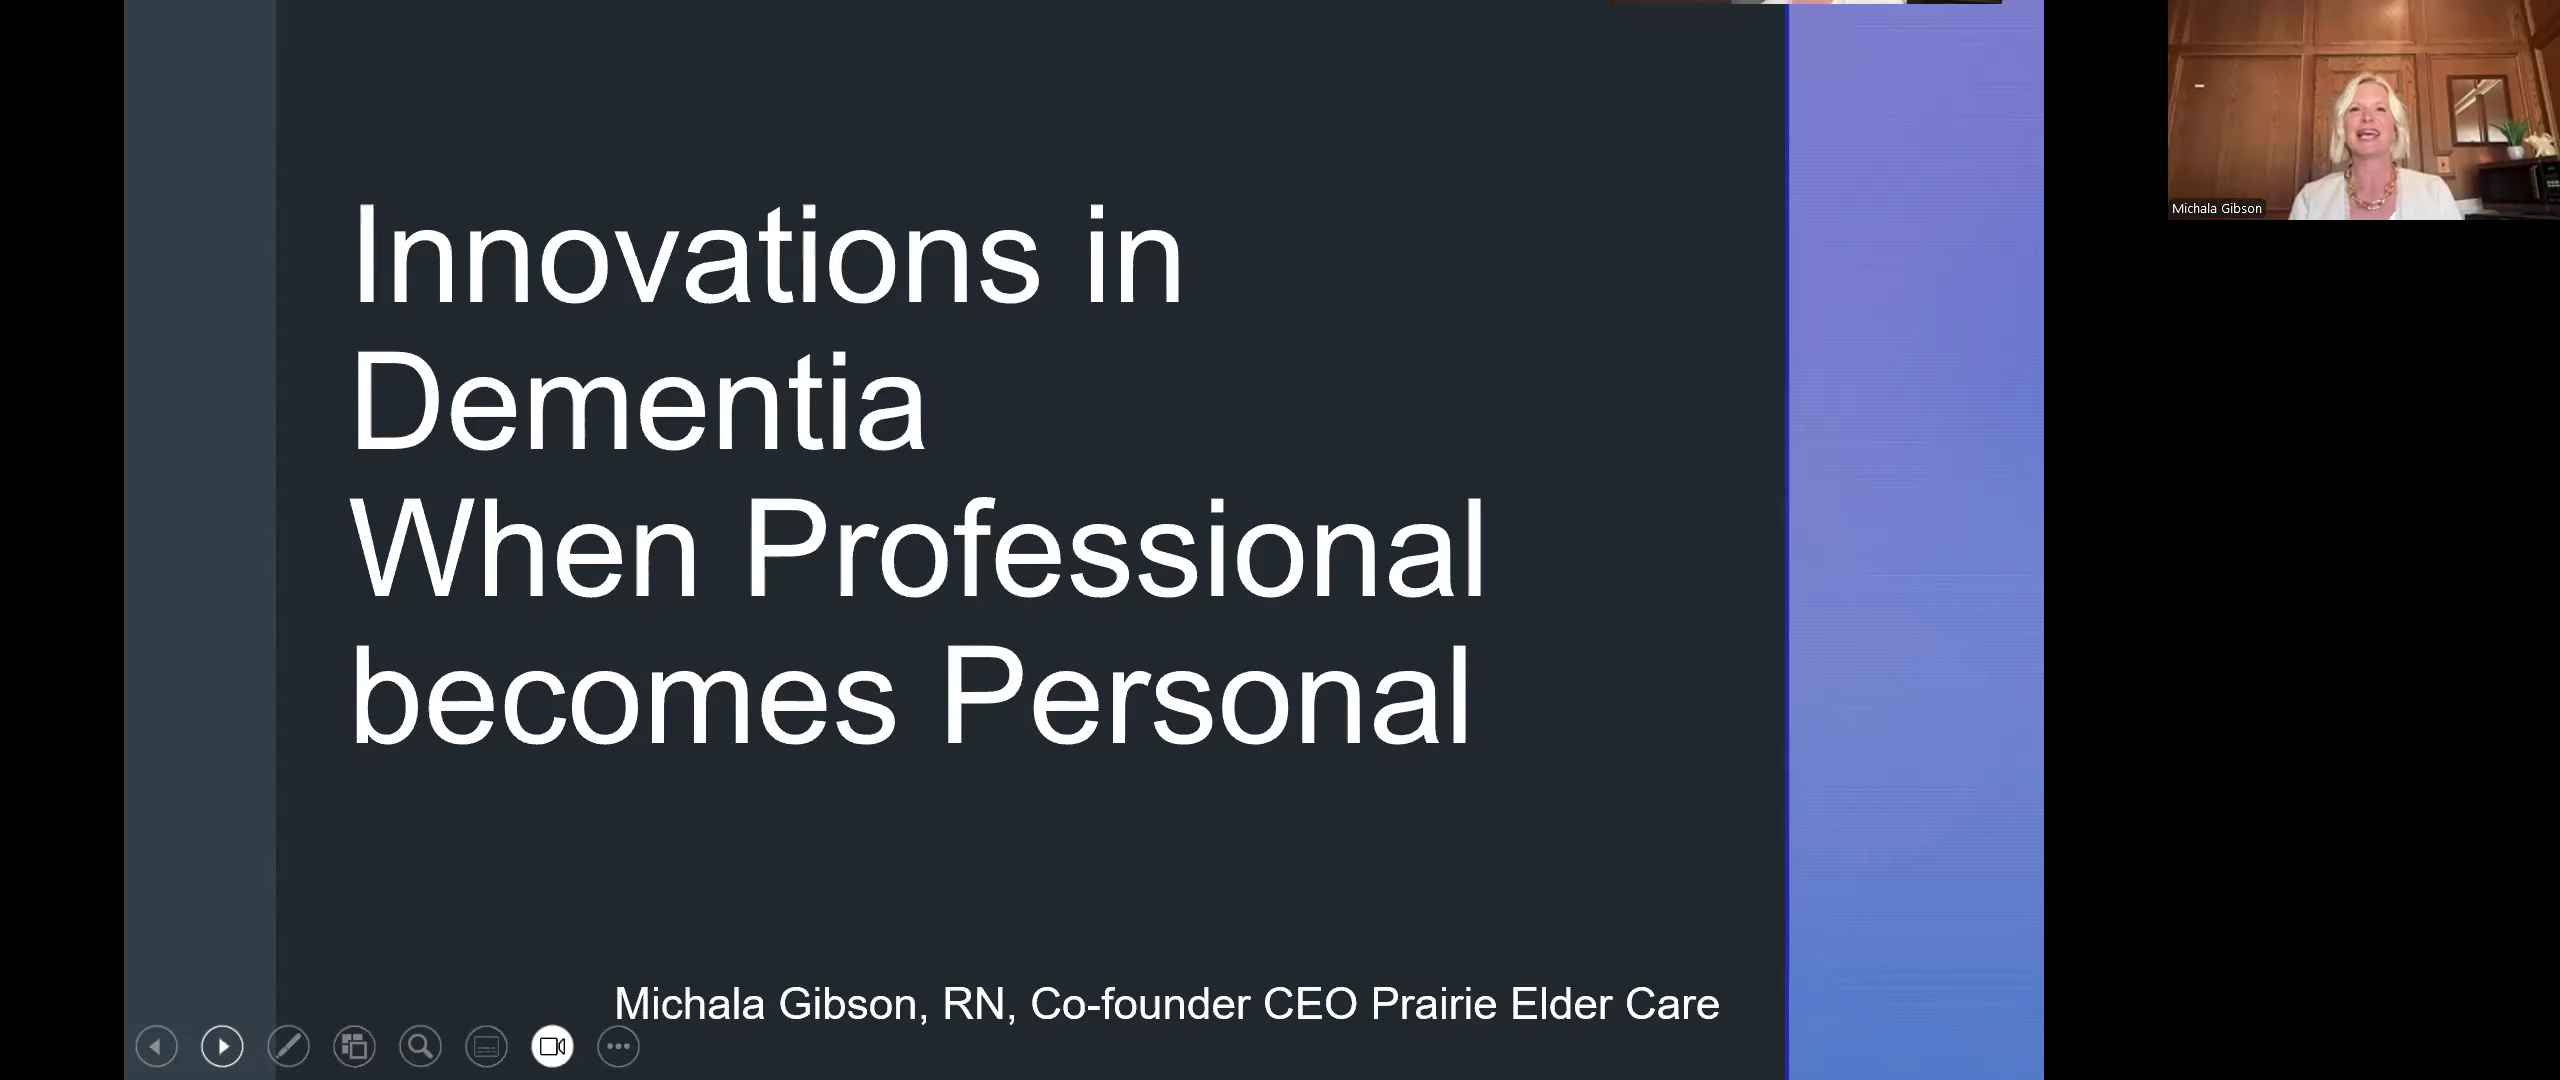 Innovations in
Dementia
When Professional
becomes Personal
Michala Gibson, RN, Co-founder CEO Prairie Elder Care
Michala Gibson